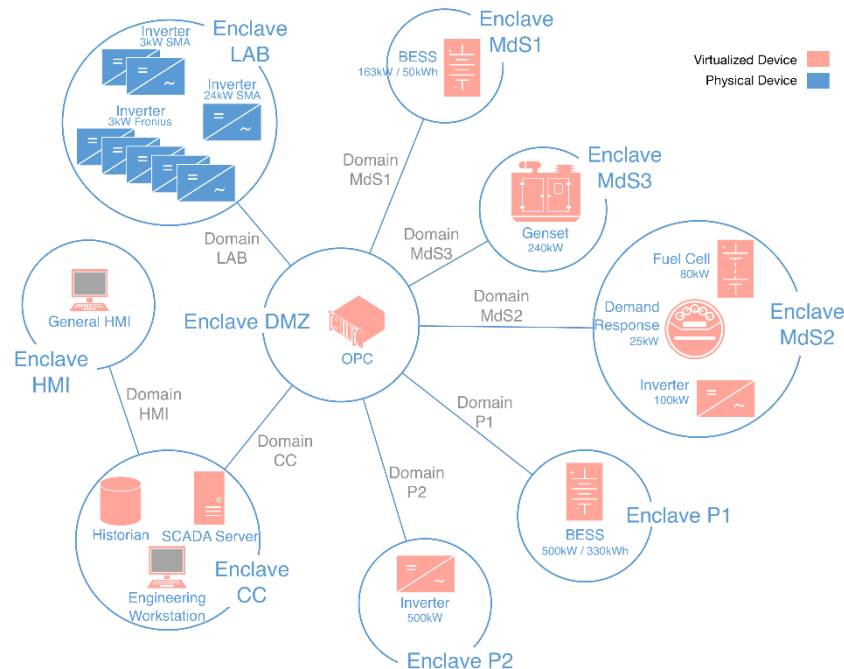 Enclave
LAB
Inverter
3kW SMA
Inverter
24kW SMA
Inverter
3kW Fronius
Enclave
MdS1
BESS
163kW / 50kWh
Virtualized Device
Physical Device
Domain
MdS1
Enclave
MdS3
Genset
240kW
Domain
MdS3
Domain
LAB
General HMI
Enclave
HMI
Enclave DMZ
OPC
Domain
MdS2
Fuel Cell
80kW
Demand
Response
25kW
Inverter
100kW
Enclave
MdS2
Domain
HMI
Domain
CC
Domain
P1
Domain
P2
Historian
SCADA Server
Engineering
Workstation
Enclave
CC
BESS
500kW / 330kWh
Enclave P1
Inverter
500kW
Enclave P2